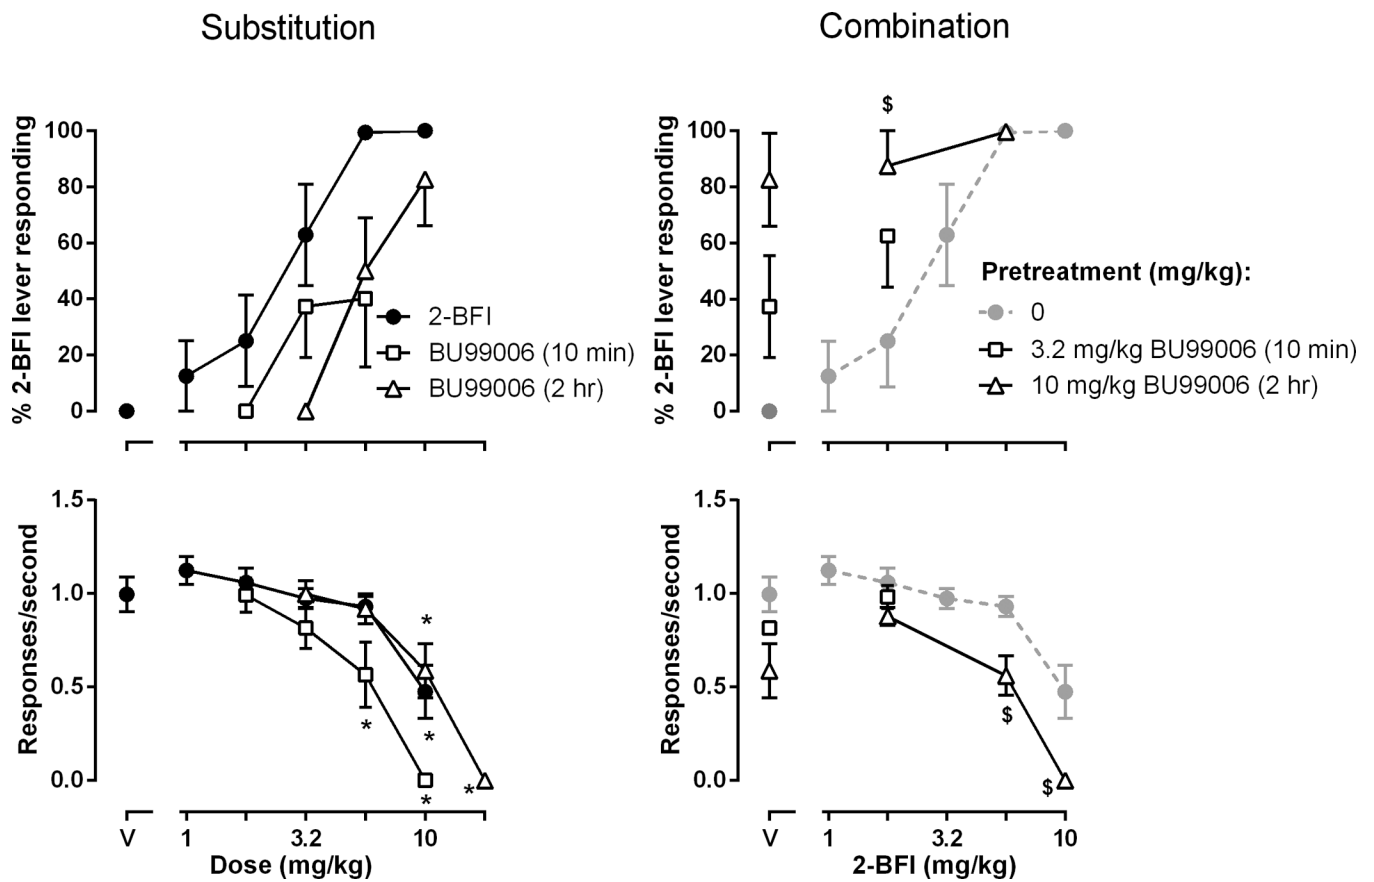 Substitution
Combination
% 2-BFI lever responding
100
80
60
40
20
0
2-BFI
BU99006 (10 min)
BU99006 (2 hr)
% 2-BFI lever responding
100
80
60
40
20
0
$
Pretreatment (mg/kg):
0
3.2 mg/kg BU99006 (10 min)
10 mg/kg BU99006 (2 hr)
Responses/second
1.5
1.0
0.5
0.0
*
*
*
*
*
V
1
3.2
10
Dose (mg/kg)
Responses/second
1.5
1.0
0.5
0.0
$
$
V
1
3.2
10
2-BFI (mg/kg)